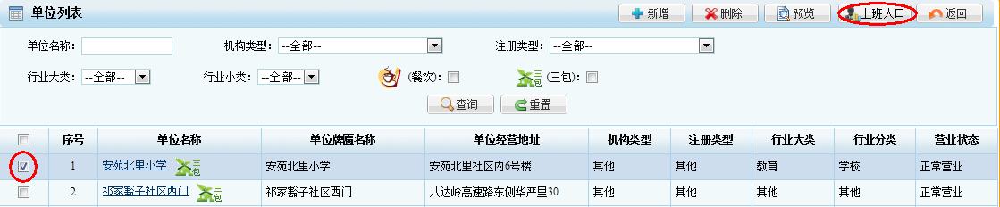 单位列表 新增 删除 预览 上班人口 返回
单位名称: 机构类型: --全部-- 注册类型: --全部--
行业大类: --全部-- 行业小类: --全部-- (餐饮): 三包 (三包):
查询 重置
序号 单位名称 单位牌匾名称 单位经营地址 机构类型 注册类型 行业大类 行业分类 营业状态
1 安苑北里小学 三包 安苑北里小学 安苑北里社区内6号楼 其他 其他 教育 学校 正常营业
2 祁家豁子社区西门 三包 祁家豁子社区西门 八达岭高速路东侧华严里30 其他 其他 其他 其他 正常营业